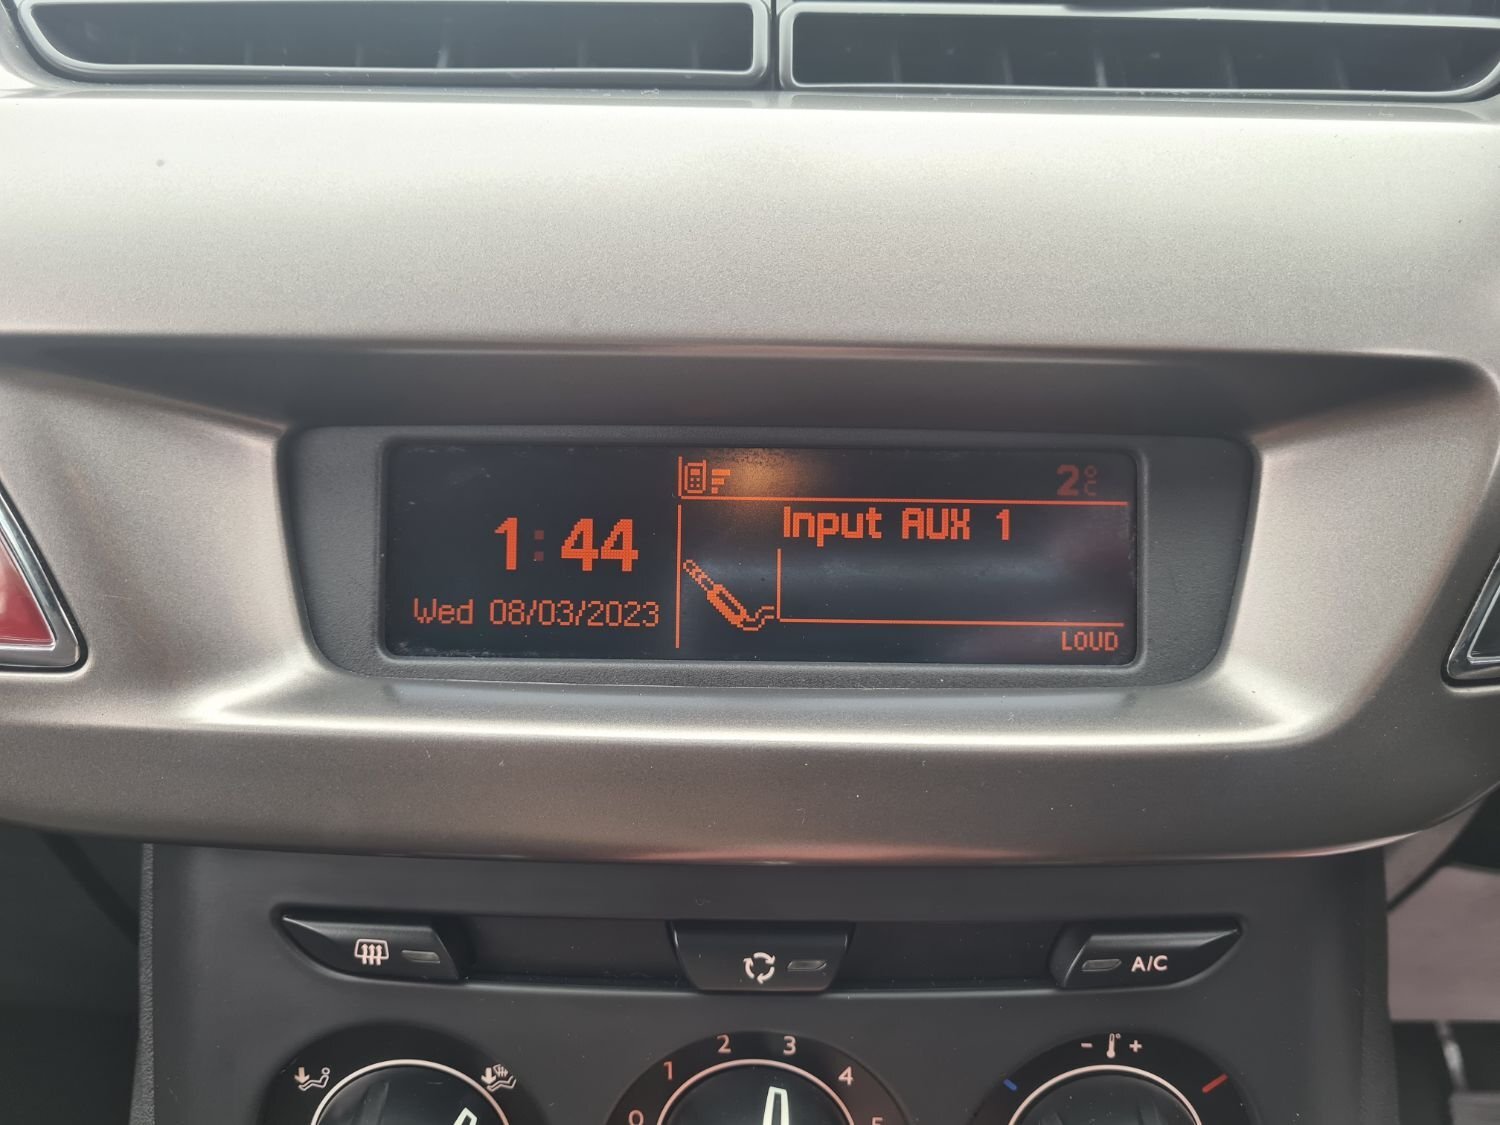 2°C
Input AUX 1
1:44
Wed 08/03/2023
LOUD
A/C
0 1 2 3 4 5
- +